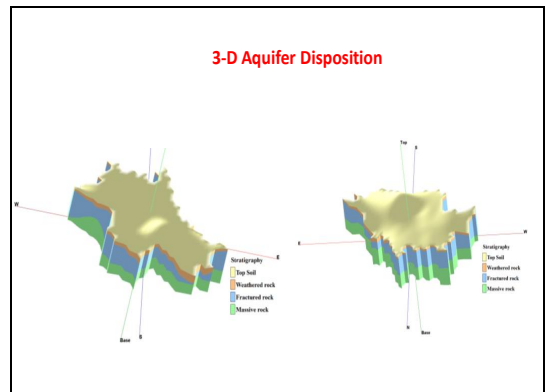 3-D Aquifer Disposition
W
E
Base
S
Stratigraphy
Top Soil
Weathered rock
Fractured rock
Massive rock
Top
S
E
W
N
Base
Stratigraphy
Top Soil
Weathered rock
Fractured rock
Massive rock